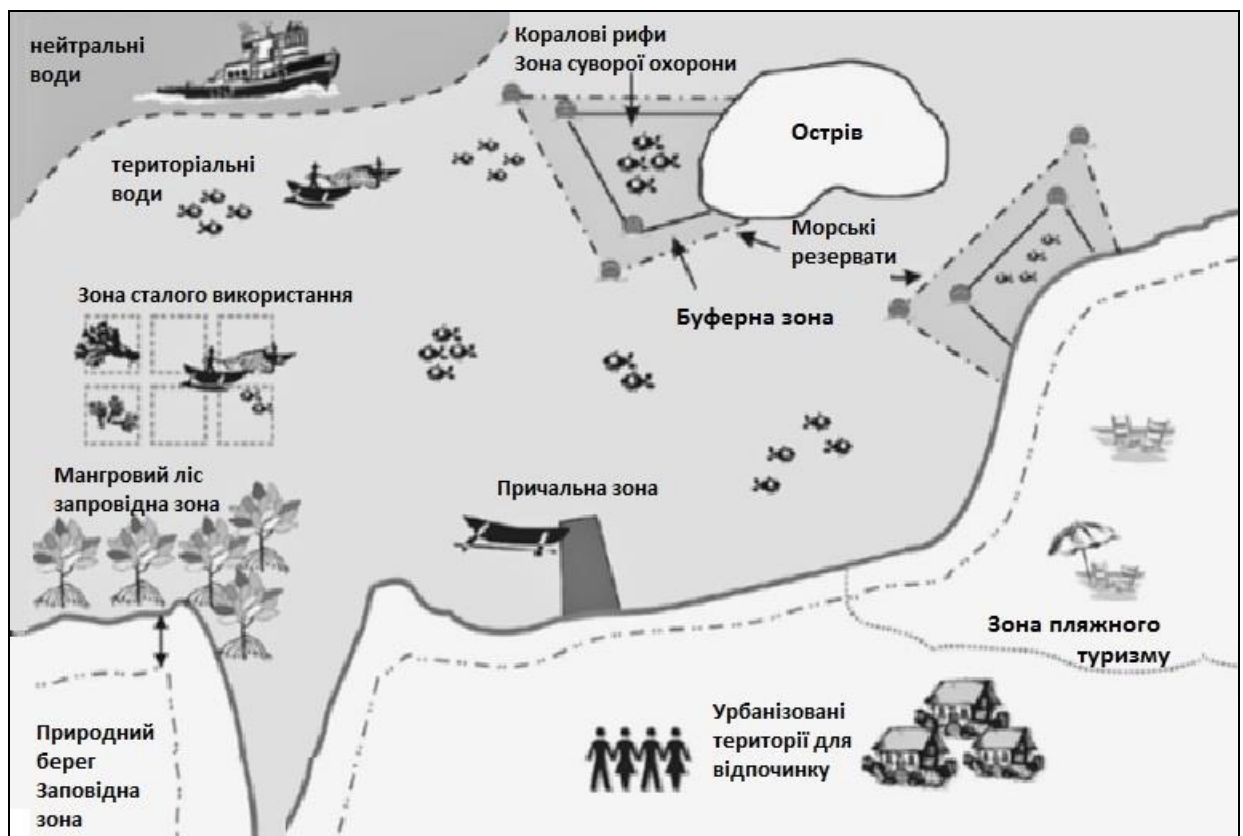 нейтральні
води
Коралові рифи
Зона суворої охорони
Острів
територіальні
води
Морські
резервати
Зона сталого використання
Буферна зона
Мангровий ліс
запровідна зона
Причальна зона
Зона пляжного
туризму
Природний
берег
Заповідна
зона
Урбанізовані
території для
відпочинку